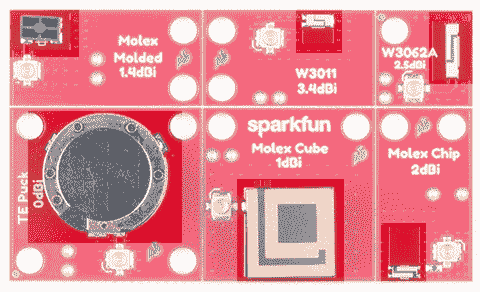 Molex
Molded
1.4dBi
W3011
3.4dBi
W3062A
2.5dBi
TE Puck
0dBi
sparkfun
Molex Cube
1dBi
Molex Chip
2dBi